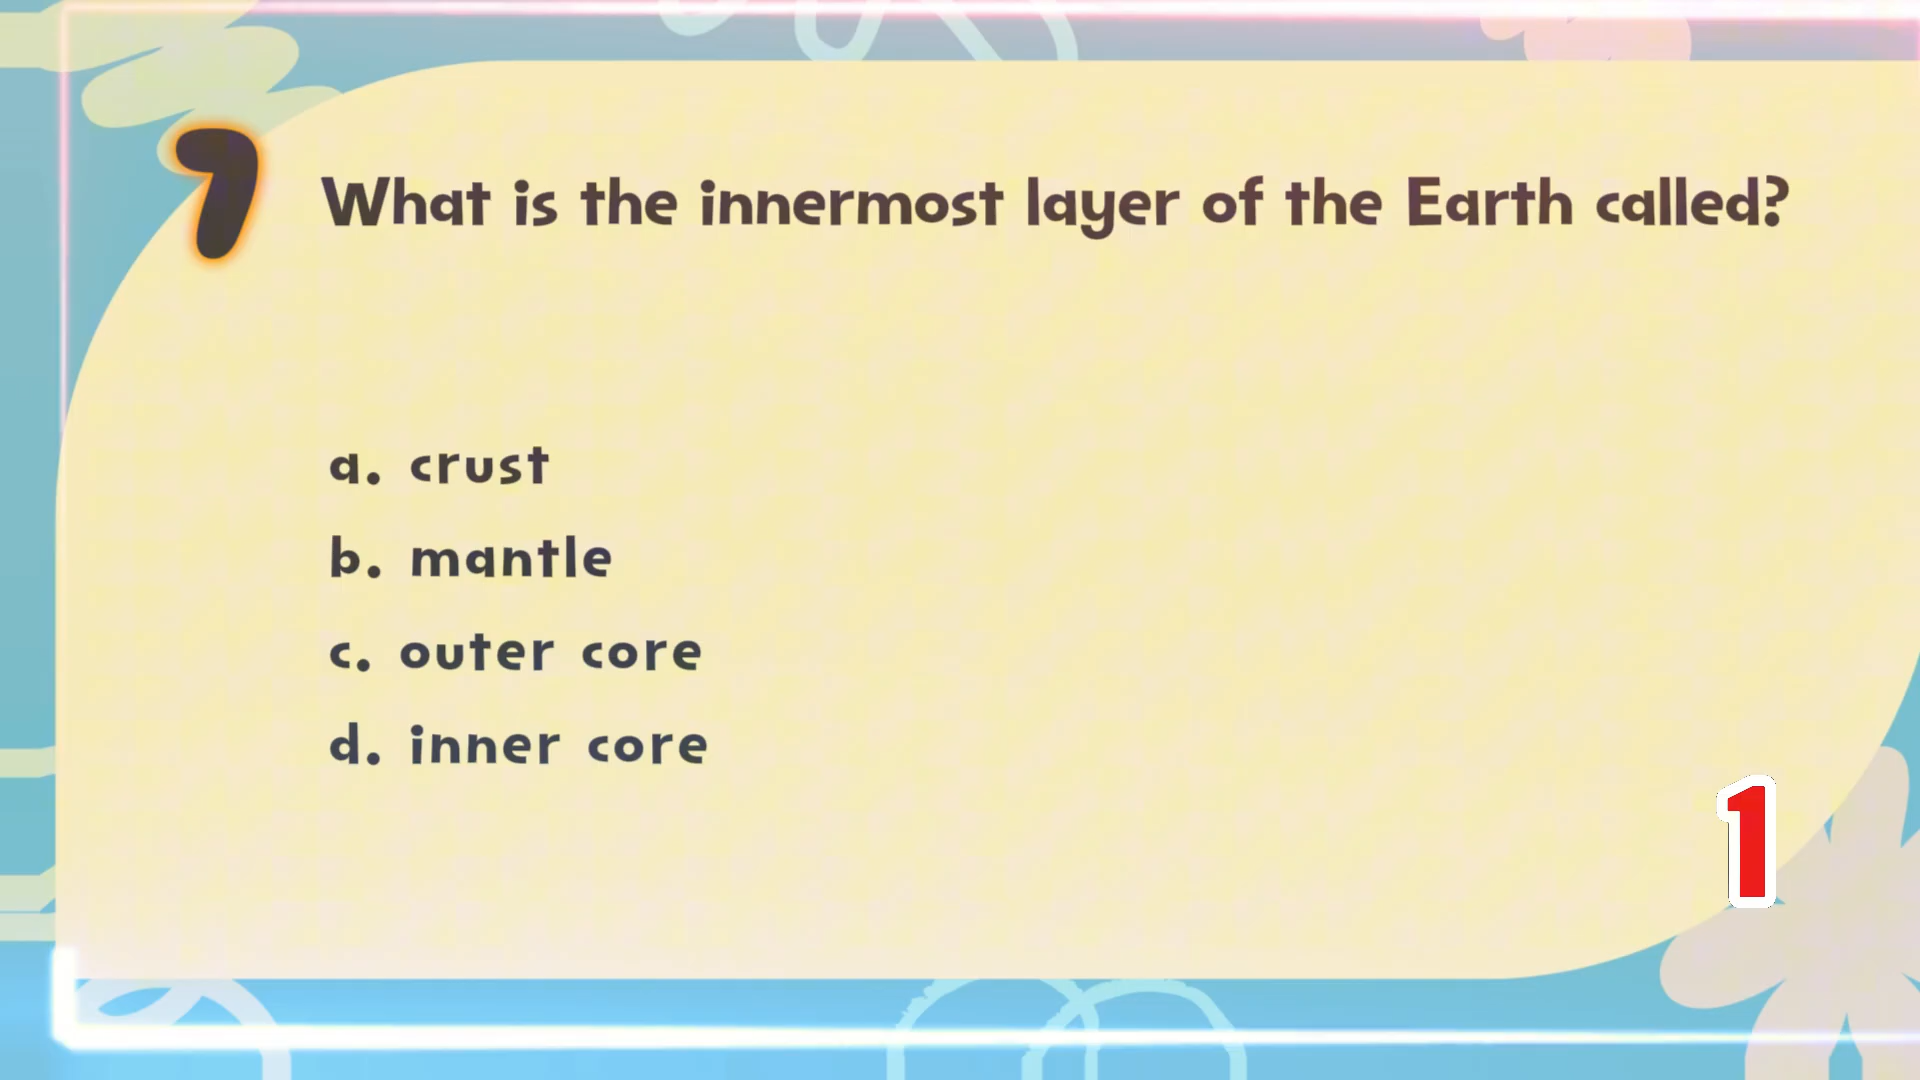 7
What is the innermost layer of the Earth called?
a. crust
b. mantle
c. outer core
d. inner core
1